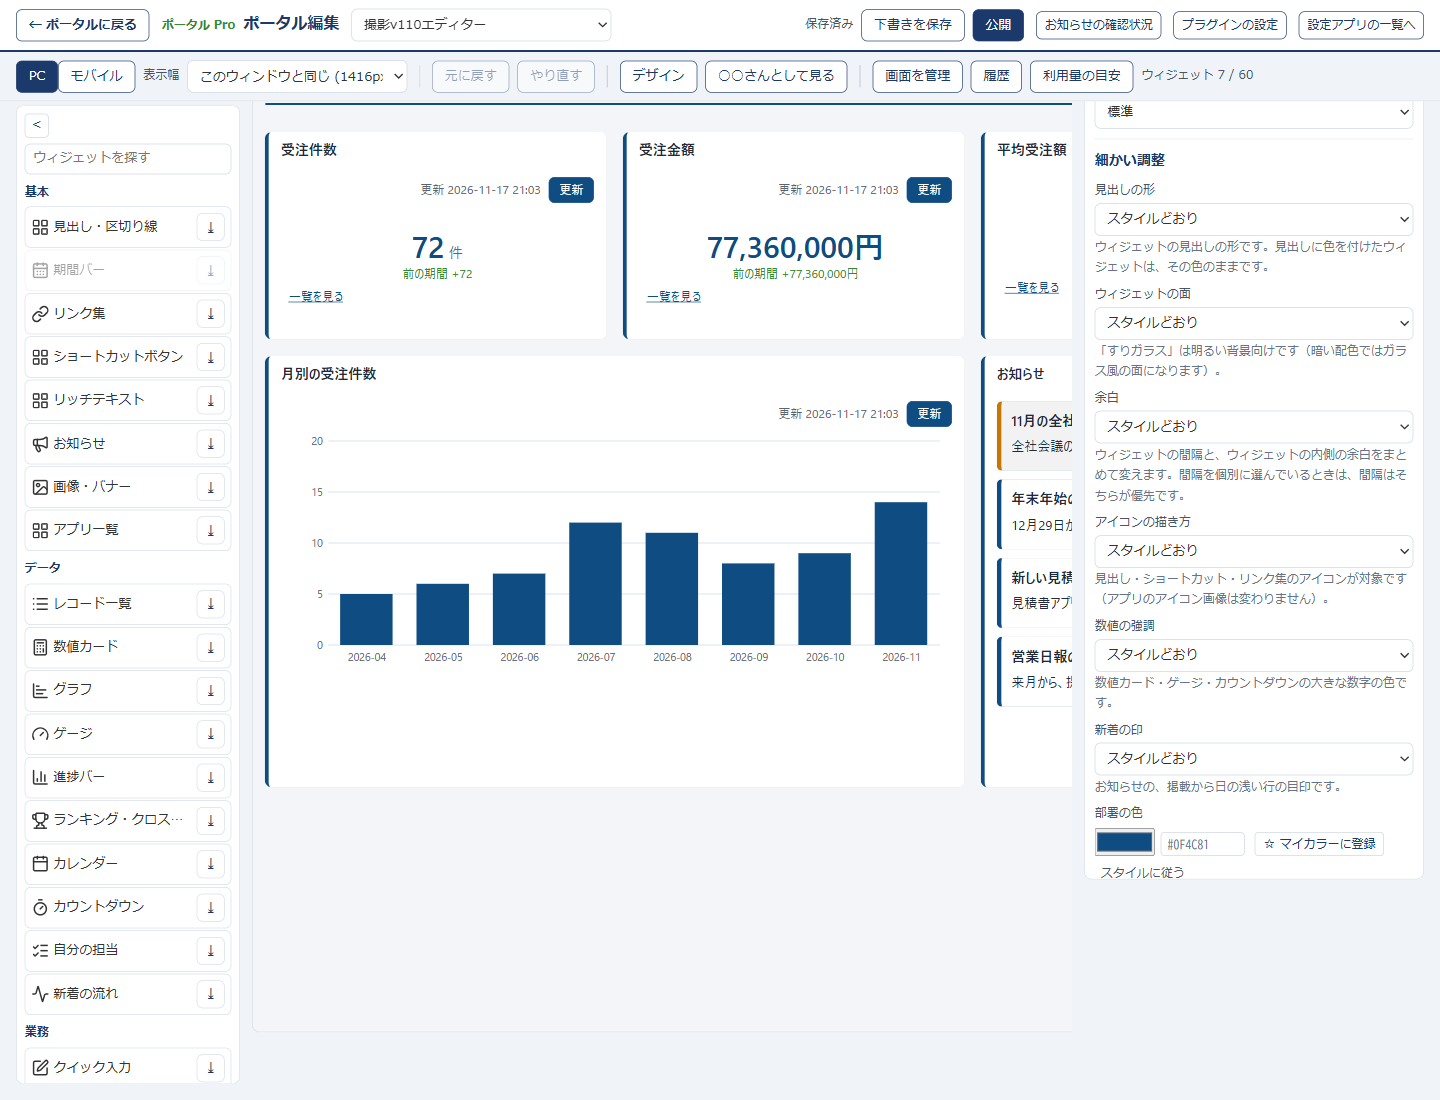 ← ポータルに戻る
ポータル Pro
ポータル編集
撮影v110エディター
保存済み
下書きを保存
公開
お知らせの確認状況
プラグインの設定
設定アプリの一覧へ
PC
モバイル
表示幅
このウィンドウと同じ (1416px
元に戻す
やり直す
デザイン
○○さんとして見る
画面を管理
履歴
利用量の目安
ウィジェット 7 / 60
<
ウィジェットを探す
基本
見出し・区切り線
↓
期間バー
↓
リンク集
↓
ショートカットボタン
↓
リッチテキスト
↓
お知らせ
↓
画像・バナー
↓
アプリ一覧
↓
データ
レコード一覧
↓
数値カード
↓
グラフ
↓
ゲージ
↓
進捗バー
↓
ランキング・クロス…
↓
カレンダー
↓
カウントダウン
↓
自分の担当
↓
新着の流れ
↓
業務
クイック入力
↓
受注件数
更新 2026-11-17 21:03
更新
72 件
前の期間 +72
一覧を見る
受注金額
更新 2026-11-17 21:03
更新
77,360,000円
前の期間 +77,360,000円
一覧を見る
平均受注額
一覧を見る
月別の受注件数
更新 2026-11-17 21:03
更新
20
15
10
5
0
2026-04
2026-05
2026-06
2026-07
2026-08
2026-09
2026-10
2026-11
お知らせ
11月の全社
全社会議の
年末年始の
12月29日か
新しい見積
見積書アプ
営業日報の
来月から、提
標準
細かい調整
見出しの形
スタイルどおり
ウィジェットの見出しの形です。見出しに色を付けたウィ
ジェットは、その色のままです。
ウィジェットの面
スタイルどおり
「すりガラス」は明るい背景向けです（暗い配色ではガラ
ス風の面になります）。
余白
スタイルどおり
ウィジェットの間隔と、ウィジェットの内側の余白をまと
めて変えます。間隔を個別に選んでいるときは、間隔はそ
ちらが優先です。
アイコンの描き方
スタイルどおり
見出し・ショートカット・リンク集のアイコンが対象です
（アプリのアイコン画像は変わりません）。
数値の強調
スタイルどおり
数値カード・ゲージ・カウントダウンの大きな数字の色で
す。
新着の印
スタイルどおり
お知らせの、掲載から日の浅い行の目印です。
部署の色
#0F4C81
☆ マイカラーに登録
スタイルに従う